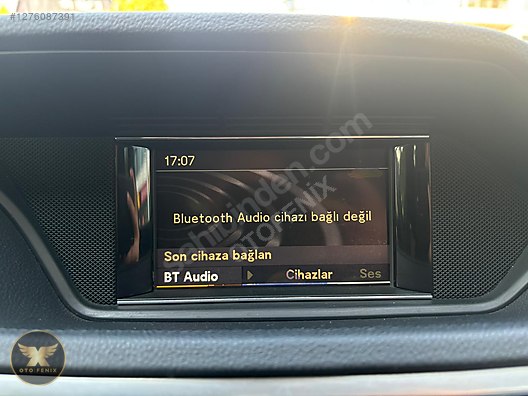 #1276087391
17:07
Bluetooth Audio cihazı bağlı değil
Son cihaza bağlan
BT Audio ▶ Cihazlar Ses
sahibinden.com
OTO FENİX
OTO FENIX